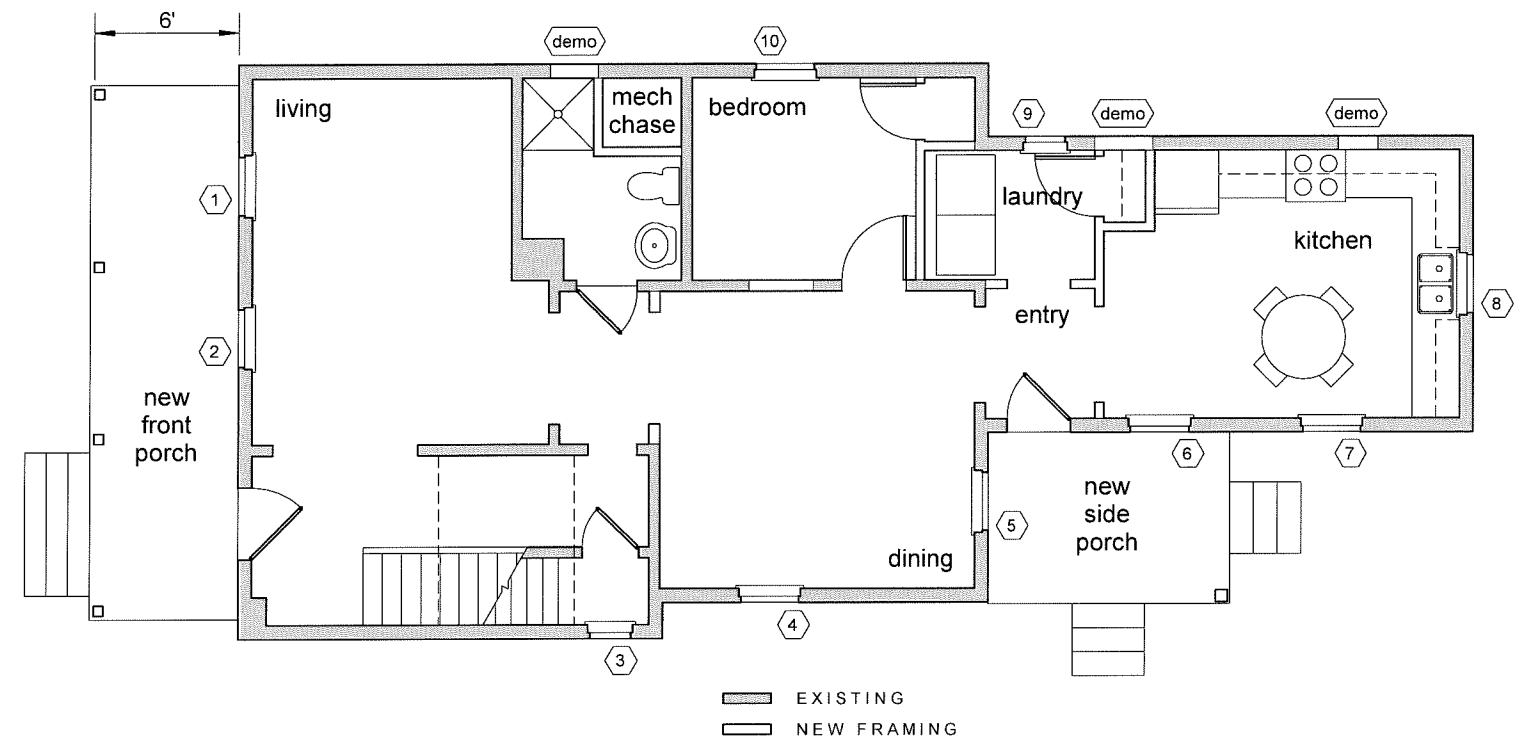 6'
demo
10
living
mech
chase
bedroom
9
demo
demo
1
laundry
kitchen
2
entry
8
new
front
porch
6
7
new
side
porch
5
dining
4
3
EXISTING
NEW FRAMING